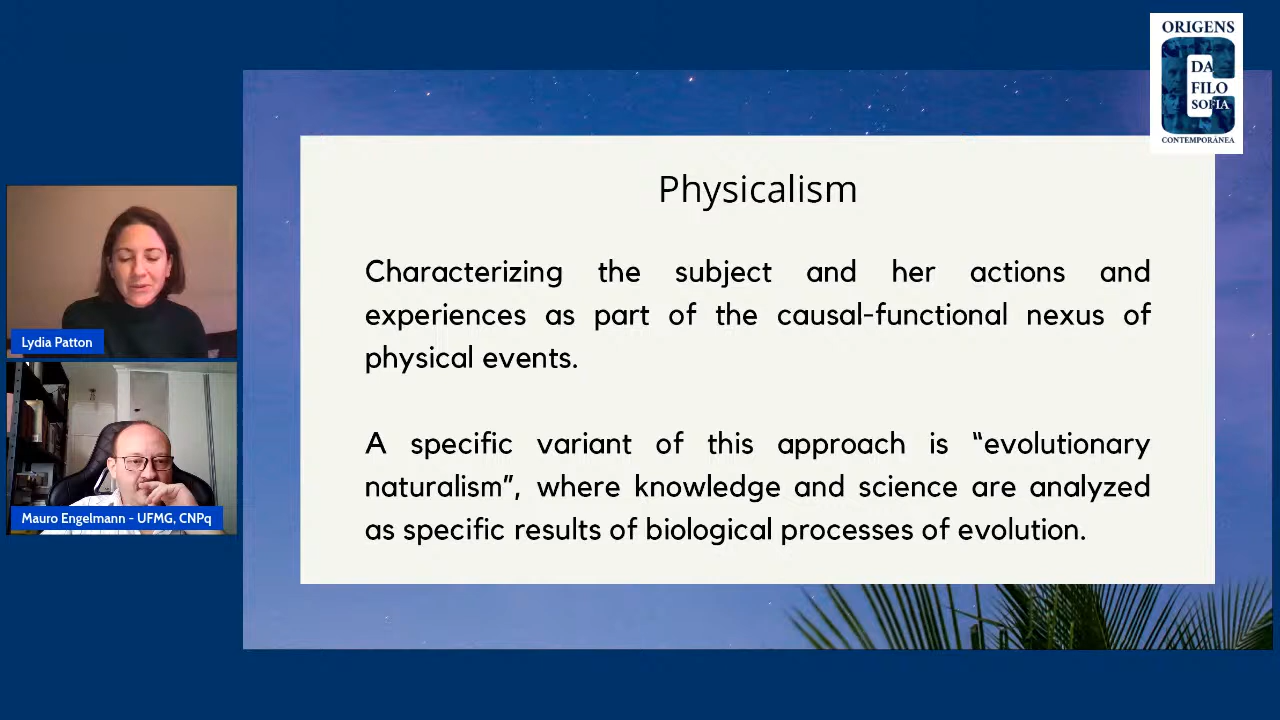 ORIGENS
DA
FILO
SOFIA
CONTEMPORÂNEA
Physicalism
Characterizing the subject and her actions and
experiences as part of the causal-functional nexus of
physical events.
A specific variant of this approach is “evolutionary
naturalism”, where knowledge and science are analyzed
as specific results of biological processes of evolution.
Lydia Patton
Mauro Engelmann - UFMG, CNPq